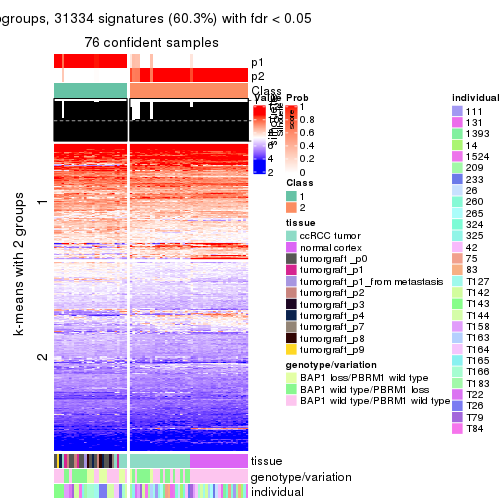 ogroups, 31334 signatures (60.3%) with fdr < 0.05
76 confident samples
p1
p2
Class
k-means with 2 groups
1
2
tissue
genotype/variation
individual
Value
12
6
4
2
Prob
1
0.8
0.6
0.4
0.2
0
score
Class
1
2
tissue
ccRCC tumor
normal cortex
tumorgraft_p0
tumorgraft_p1
tumorgraft_p1_from metastasis
tumorgraft_p2
tumorgraft_p3
tumorgraft_p4
tumorgraft_p7
tumorgraft_p8
tumorgraft_p9
genotype/variation
BAP1 loss/PBRM1 wild type
BAP1 wild type/PBRM1 loss
BAP1 wild type/PBRM1 wild type
individual
111
131
1393
14
1524
209
233
26
260
265
324
325
42
75
83
T127
T142
T143
T144
T158
T163
T164
T165
T166
T183
T22
T26
T79
T84